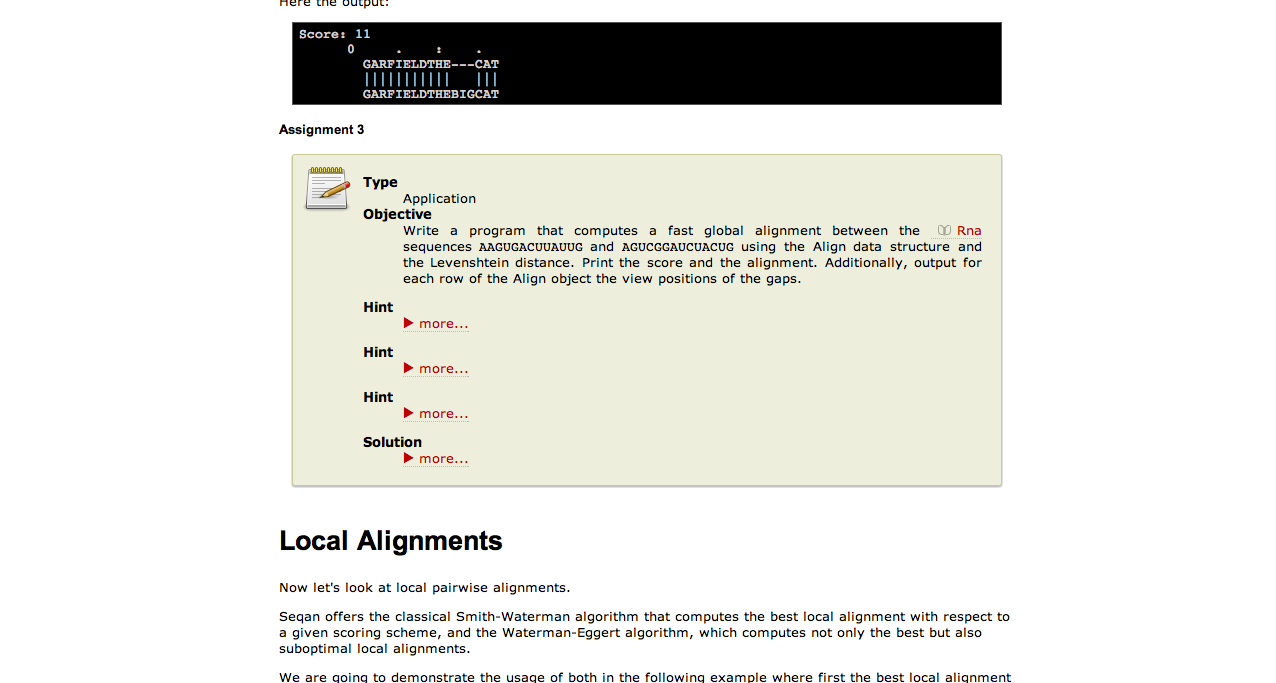 Here the output:
Score: 11
0 . : .
GARFIELDTHE---CAT
||||||||||| |||
GARFIELDTHEBIGCAT
Assignment 3
Type
Application
Objective
Write a program that computes a fast global alignment between the Rna
sequences AAGUGACUUAUUG and AGUCGGAUCUACUG using the Align data structure and
the Levenshtein distance. Print the score and the alignment. Additionally, output for
each row of the Align object the view positions of the gaps.
Hint
more...
Hint
more...
Hint
more...
Solution
more...
Local Alignments
Now let's look at local pairwise alignments.
Seqan offers the classical Smith-Waterman algorithm that computes the best local alignment with respect to
a given scoring scheme, and the Waterman-Eggert algorithm, which computes not only the best but also
suboptimal local alignments.
We are going to demonstrate the usage of both in the following example where first the best local alignment